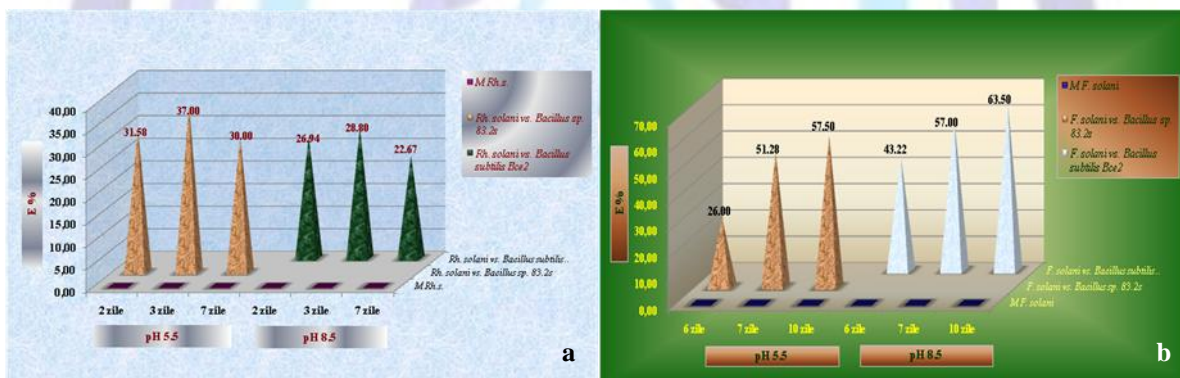 M Rh.s.
Rh. solani vs. Bacillus sp.
83.2s
Rh. solani vs. Bacillus
subtilis Bce2
40,00
35,00
30,00
25,00
20,00
15,00
10,00
5,00
0,00
E %
31.58
37.00
30.00
26.94
28.80
22.67
Rh. solani vs. Bacillus subtilis..
Rh. solani vs. Bacillus sp. 83.2s
M Rh.s.
2 zile 3 zile 7 zile 2 zile 3 zile 7 zile
pH 5.5 pH 8.5
a
M F. solani
F. solani vs. Bacillus sp.
83.2s
F. solani vs. Bacillus
subtilis Bce2
70,00
60,00
50,00
40,00
30,00
20,00
10,00
0,00
E %
26.00
51.28
57.50
43.22
57.00
63.50
F. solani vs. Bacillus subtilis..
F. solani vs. Bacillus sp. 83.2s
M F. solani
6 zile 7 zile 10 zile 6 zile 7 zile 10 zile
pH 5.5 pH 8.5
b